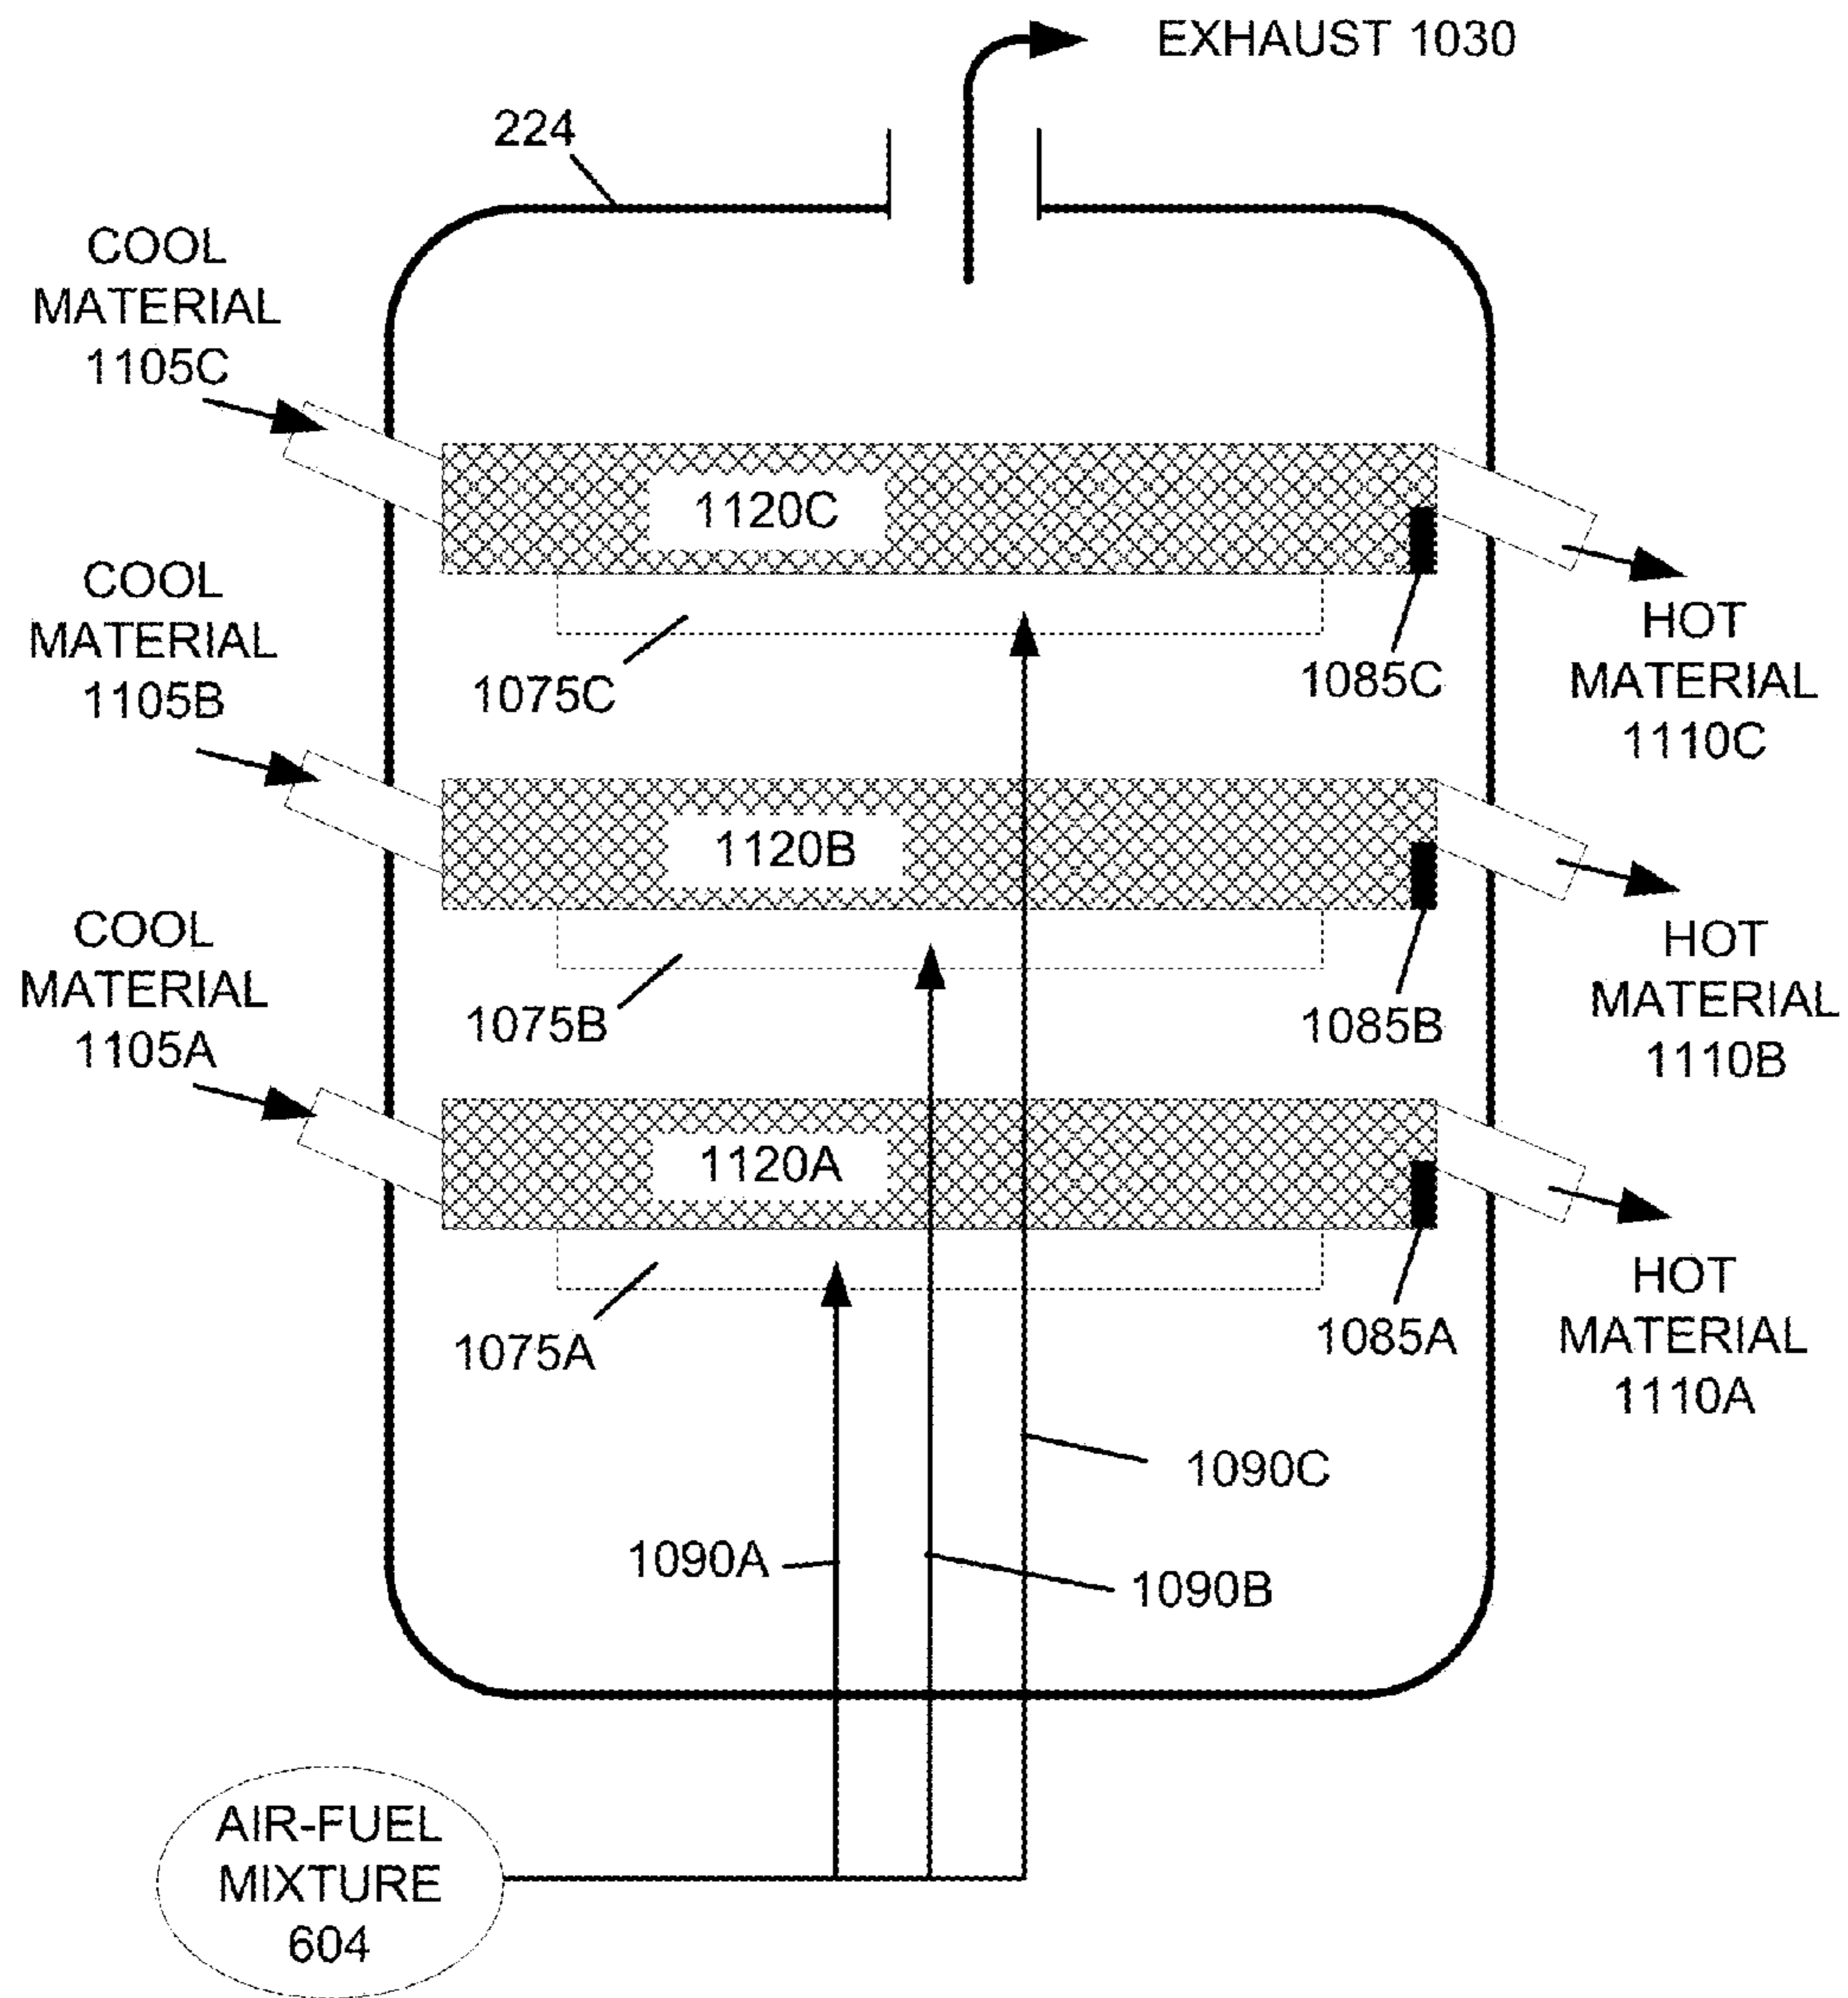 EXHAUST 1030
224
COOL
MATERIAL
1105C
1120C
1075C
1085C
HOT
MATERIAL
1110C
COOL
MATERIAL
1105B
1120B
1075B
1085B
HOT
MATERIAL
1110B
COOL
MATERIAL
1105A
1120A
1075A
1085A
HOT
MATERIAL
1110A
1090C
1090A
1090B
AIR-FUEL
MIXTURE
604